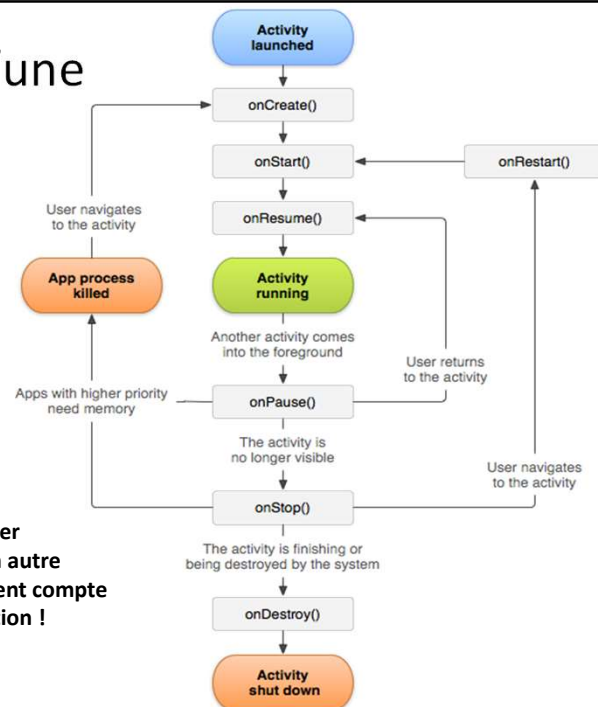 'une
Activity
launched
onCreate()
onStart()
onRestart()
User navigates
to the activity
onResume()
App process
killed
Activity
running
Another activity comes
into the foreground
User returns
to the activity
Apps with higher priority
need memory
onPause()
The activity is
no longer visible
User navigates
to the activity
onStop()
er
autre
ent compte
tion !
The activity is finishing or
being destroyed by the system
onDestroy()
Activity
shut down